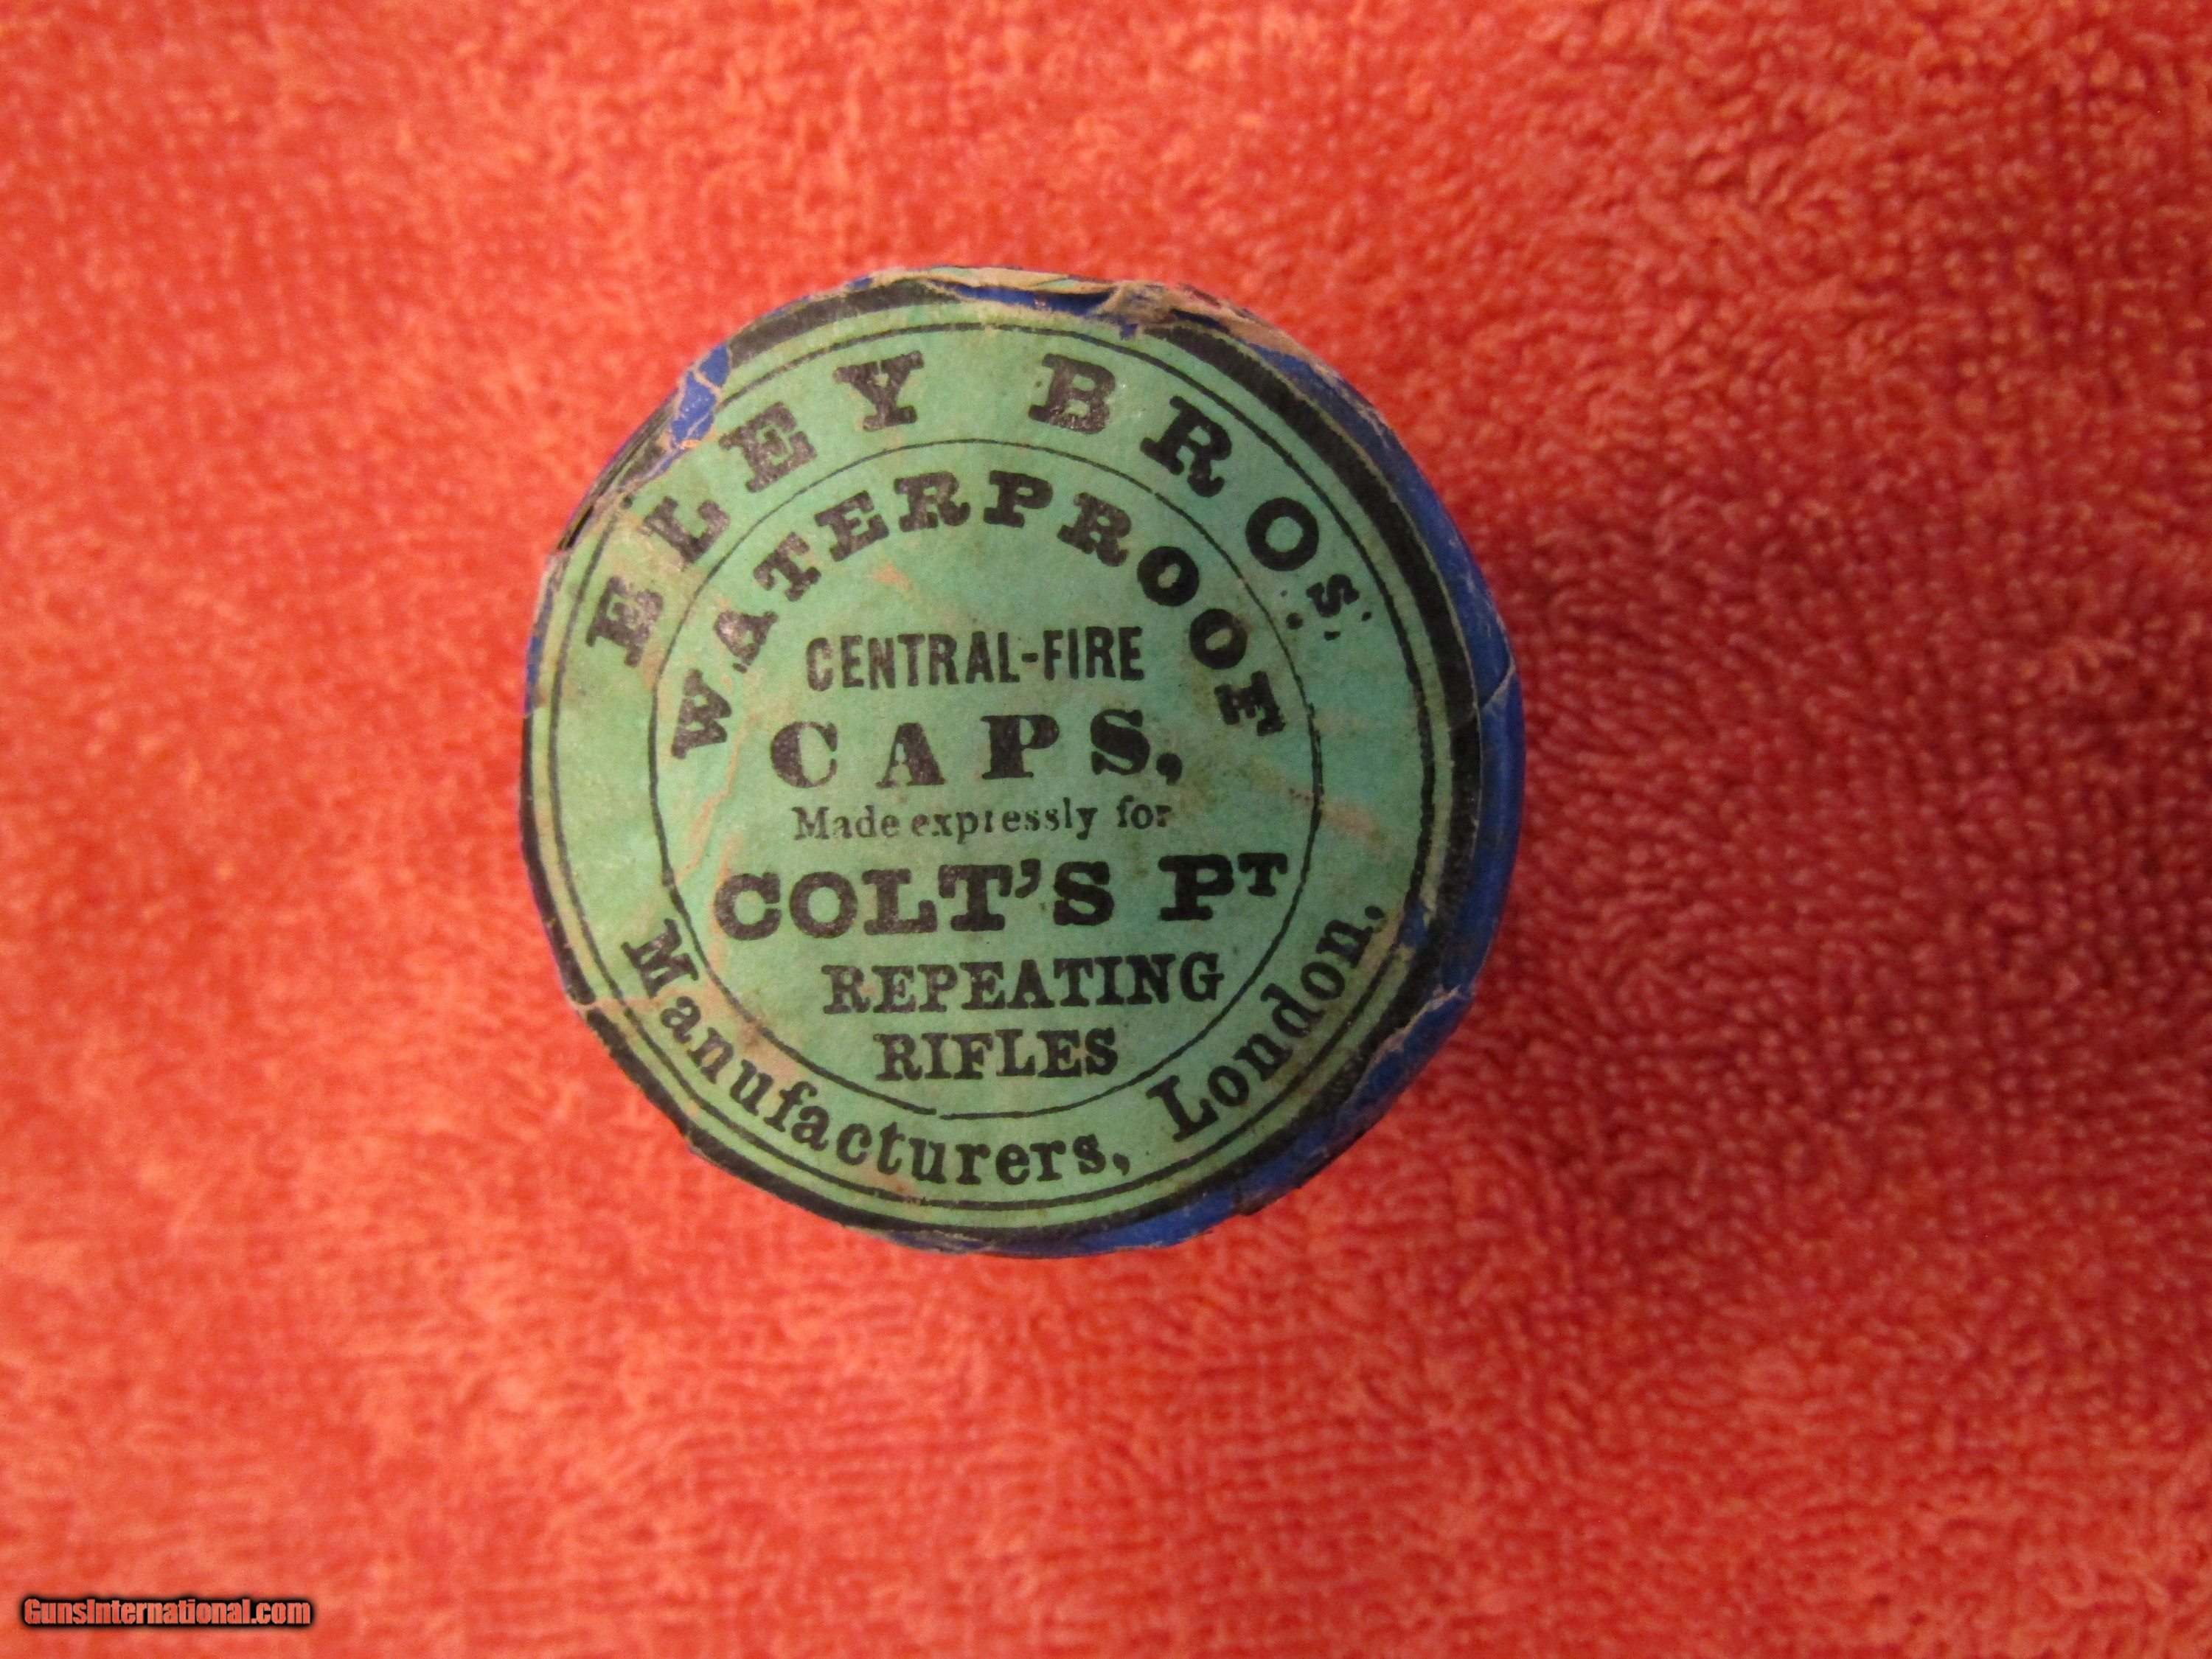 ELEY BROS.
WATERPROOF
CENTRAL-FIRE
CAPS,
Made expressly for
COLT'S PT
REPEATING
RIFLES
Manufacturers, London.
GunsInternational.com